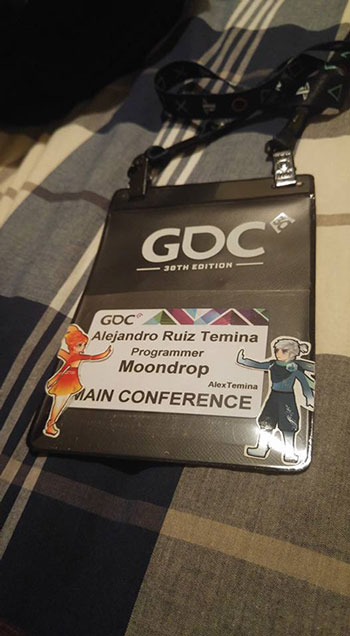 GDC
30TH EDITION
GDC
Alejandro Ruiz Temina
Programmer
Moondrop
AlexTemina
MAIN CONFERENCE